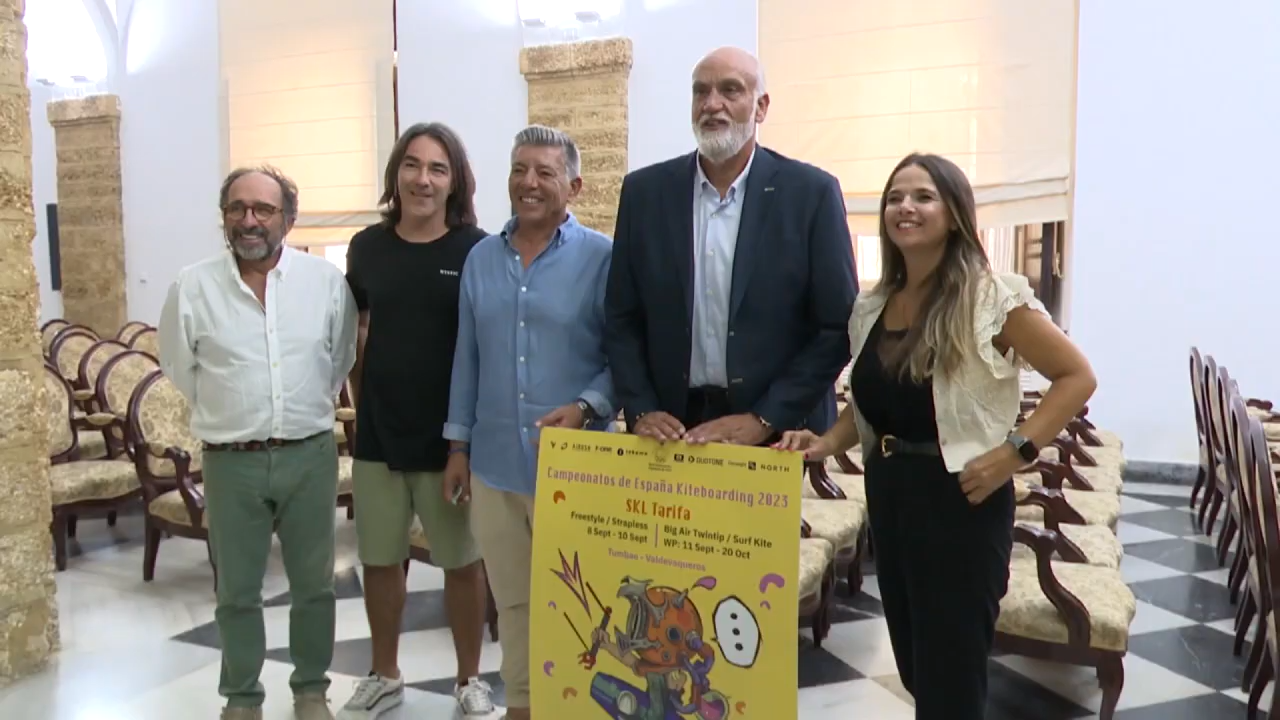 NORTH
DUOTONE
Campeonatos de España Kiteboarding 2023
SKL Tarifa
Freestyle / Strapless
8 Sept - 10 Sept
Big Air Twintip / Surf Kite
WP: 11 Sept - 20 Oct
Tumbao - Valdevaqueros